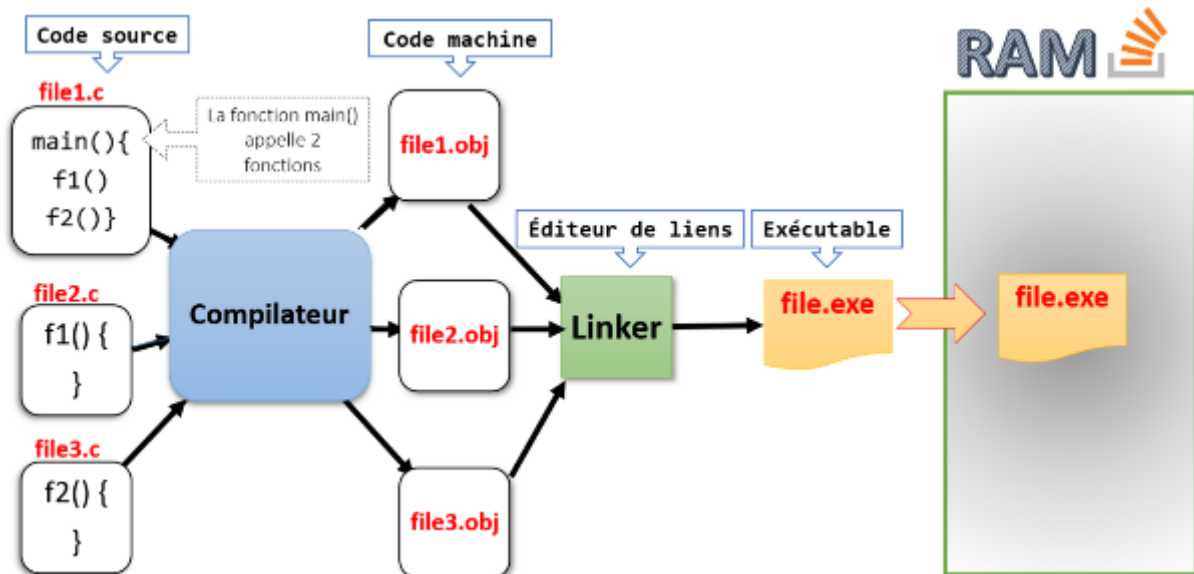 Code source
Code machine
RAM
file1.c
main(){
f1()
f2()}
La fonction main()
appelle 2
fonctions
file1.obj
Éditeur de liens
Exécutable
file2.c
f1() {
}
Compilateur
file2.obj
Linker
file.exe
file.exe
file3.c
f2() {
}
file3.obj